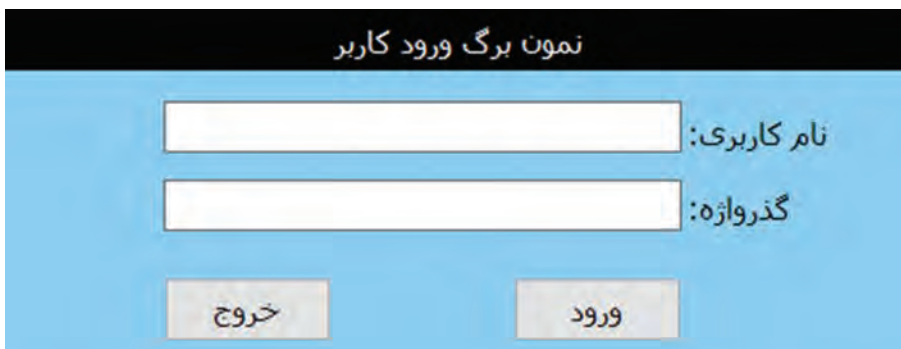 نمون برگ ورود کاربر
نام کاربری:
گذرواژه:
ورود
خروج